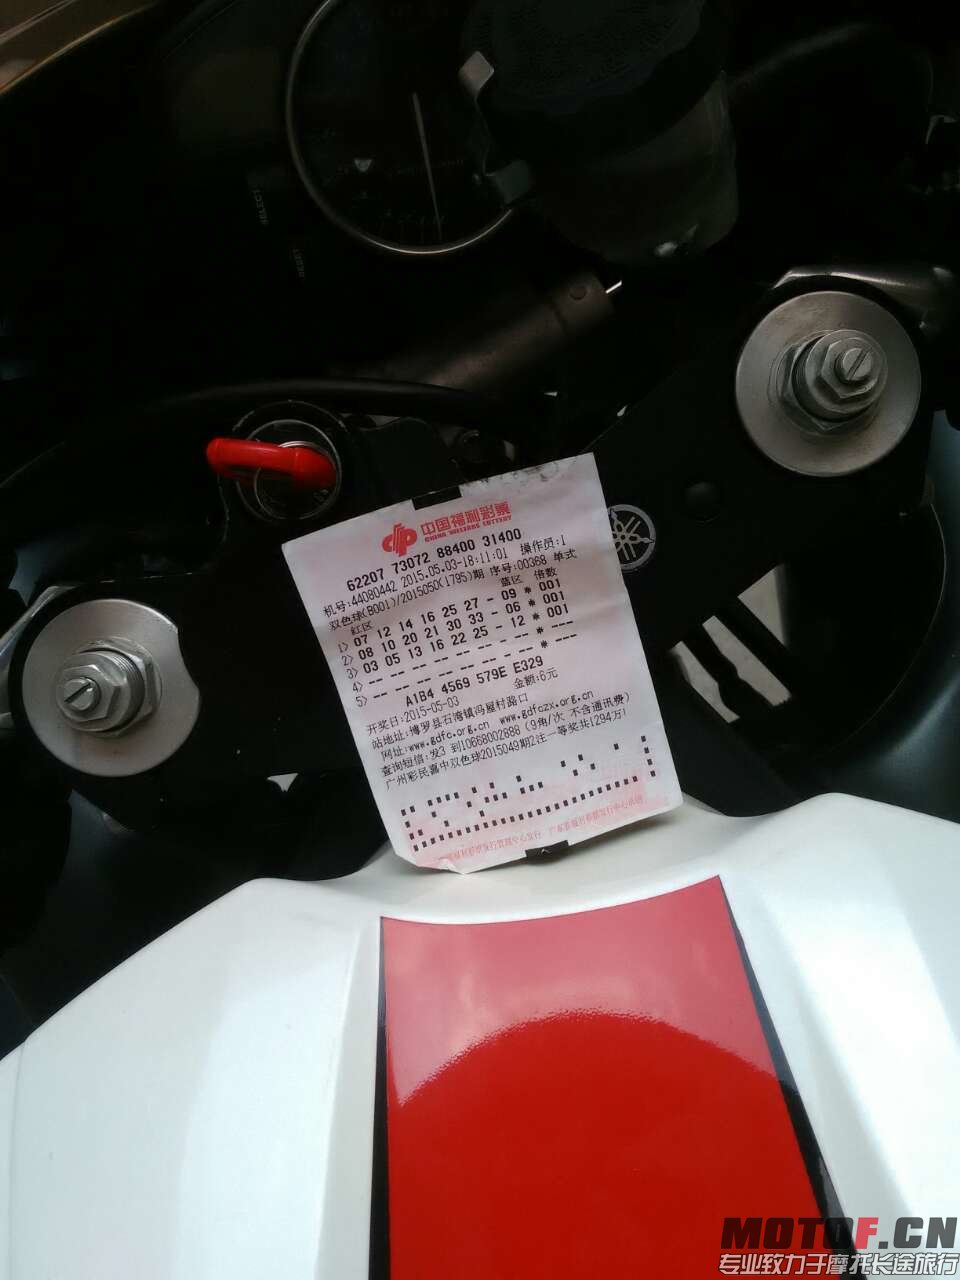 SELECT
RESET
中国福利彩票
CHINA WELFARE LOTTERY
62207 73072 88400 31400
机号:44080442 2015.05.03-18:11:01 操作员:1
双色球(B001)/2015050(1795)期 序号:00368 单式
红区 蓝区 倍数
1> 07 12 14 16 25 27 - 09 * 001
2> 08 10 20 21 30 33 - 06 * 001
3> 03 05 13 16 22 25 - 12 * 001
4> -- -- -- -- -- -- - -- * ---
5> -- -- -- -- -- -- - -- * ---
A1B4 4569 579E E329
开奖日:2015-05-03 金额:6元
站地址:博罗县石湾镇冯屋村路口
网址:www.gdfc.org.cn www.gdfczx.org.cn
查询短信:发3 到10668002888 (9角/次 不含通讯费)
广州彩民喜中双色球2015049期2注一等奖共1294万!
MOTOF.CN
专业致力于摩托长途旅行